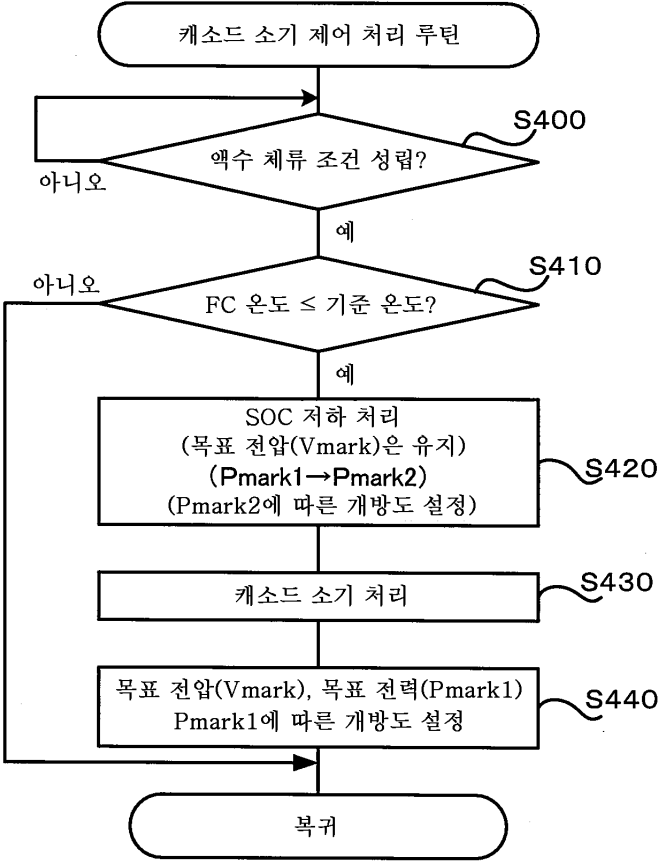 캐소드 소기 제어 처리 루틴
S400
액수 체류 조건 성립?
아니오
예
S410
아니오
FC 온도 ≤ 기준 온도?
예
SOC 저하 처리
(목표 전압(Vmark)은 유지)
(Pmark1→Pmark2)
(Pmark2에 따른 개방도 설정)
S420
캐소드 소기 처리
S430
목표 전압(Vmark), 목표 전력(Pmark1)
Pmark1에 따른 개방도 설정
S440
복귀